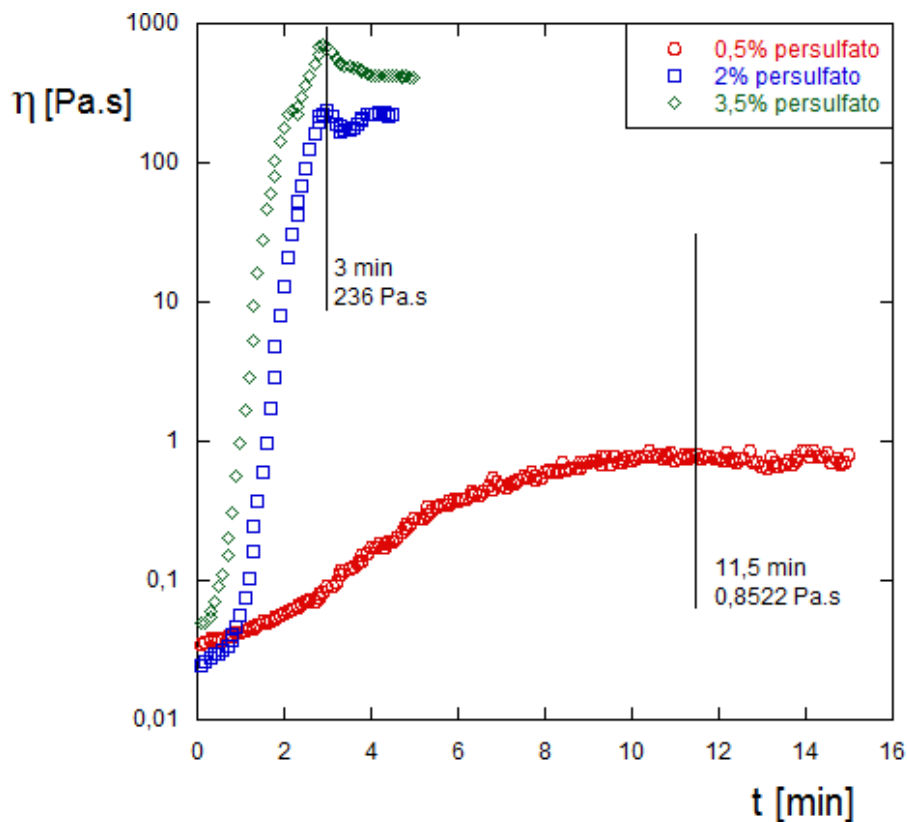 1000
100
10
1
0,1
0,01
η [Pa.s]
0,5% persulfato
2% persulfato
3,5% persulfato
3 min
236 Pa.s
11,5 min
0,8522 Pa.s
0 2 4 6 8 10 12 14 16
t [min]